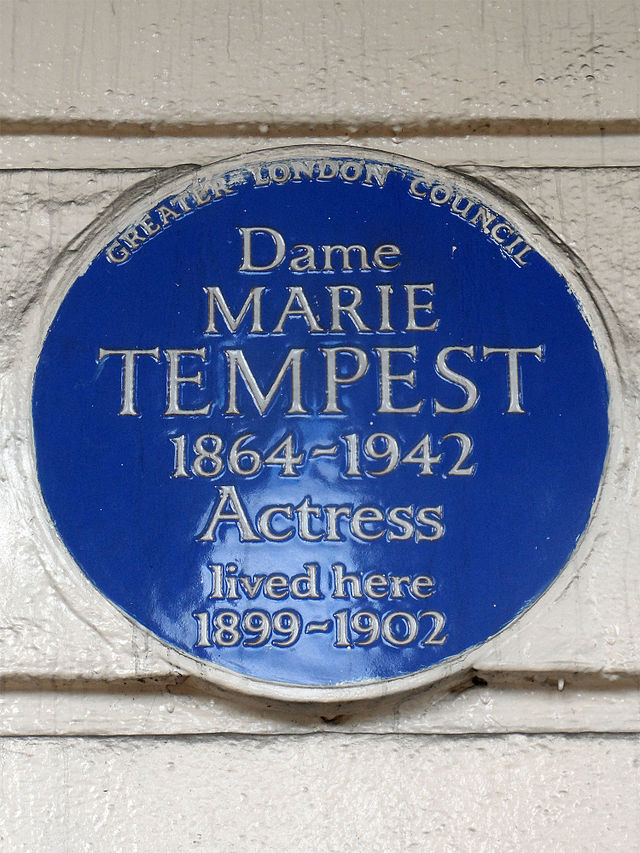 GREATER LONDON COUNCIL
Dame
MARIE
TEMPEST
1864~1942
Actress
lived here
1899~1902